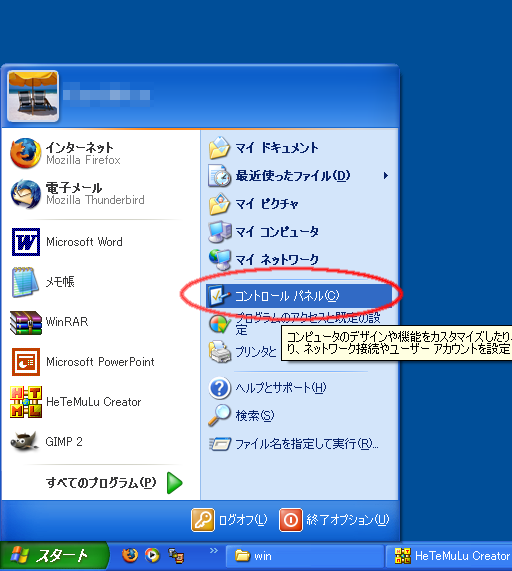 インターネット
Mozilla Firefox
電子メール
Mozilla Thunderbird
Microsoft Word
メモ帳
WinRAR
Microsoft PowerPoint
HeTeMuLu Creator
GIMP 2
すべてのプログラム(P)
マイ ドキュメント
最近使ったファイル(D)
マイ ピクチャ
マイ コンピュータ
マイ ネットワーク
コントロール パネル(C)
プログラムのアクセスと既定の設
定
プリンタと
コンピュータのデザインや機能をカスタマイズしたり、
り、ネットワーク接続やユーザー アカウントを設定
ヘルプとサポート(H)
検索(S)
ファイル名を指定して実行(R)...
ログオフ(L)
終了オプション(U)
スタート
win
HeTeMuLu Creator